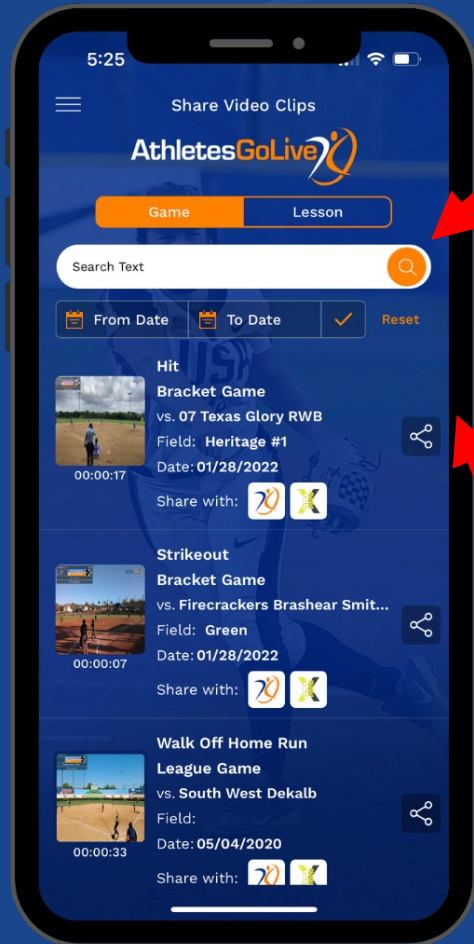 5:25
Share Video Clips
AthletesGoLive
Game Lesson
Search Text
From Date To Date Reset
Hit
Bracket Game
vs. 07 Texas Glory RWB
Field: Heritage #1
Date: 01/28/2022
00:00:17
Share with:
Strikeout
Bracket Game
vs. Firecrackers Brashear Smit...
Field: Green
Date: 01/28/2022
00:00:07
Share with:
Walk Off Home Run
League Game
vs. South West Dekalb
Field:
Date: 05/04/2020
00:00:33
Share with: